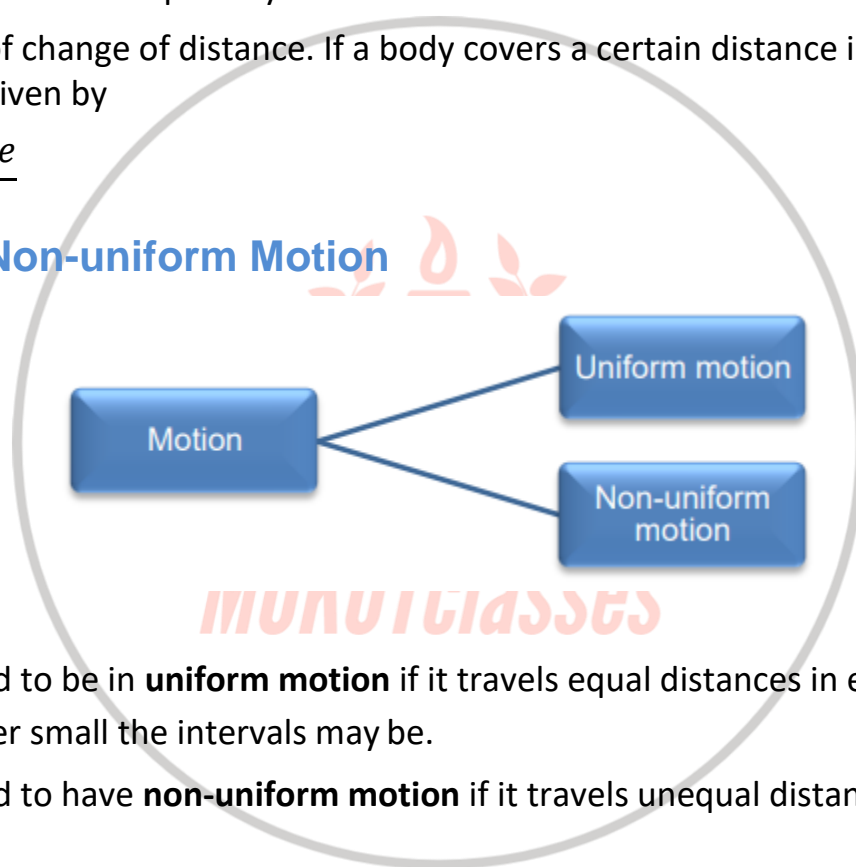 of change of distance. If a body covers a certain distance i
iven by
e
Non-uniform Motion
Uniform motion
Motion
Non-uniform
motion
d to be in uniform motion if it travels equal distances in e
er small the intervals may be.
d to have non-uniform motion if it travels unequal distan